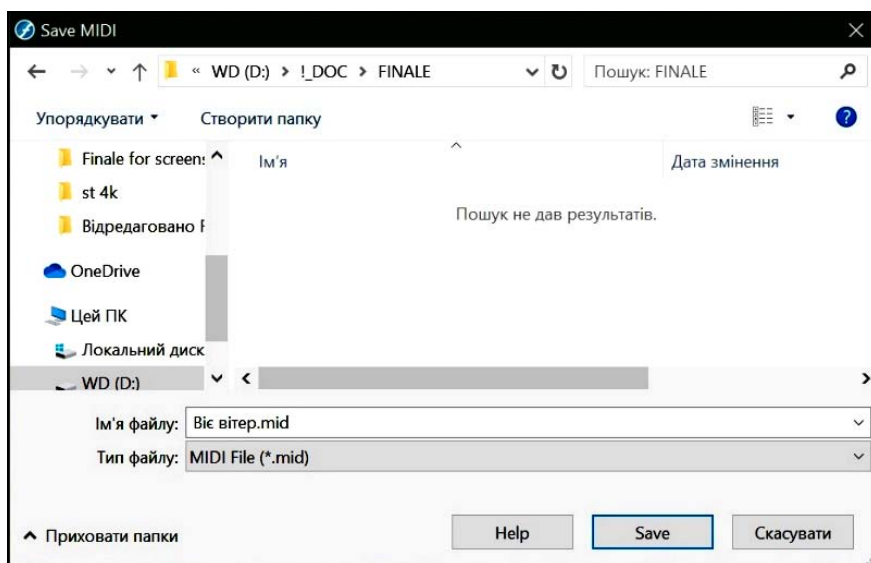 Save MIDI
« WD (D:) > !_DOC > FINALE
Пошук: FINALE
Упорядкувати
Створити папку
Finale for screen:
Ім'я
Дата змінення
st 4k
Пошук не дав результатів.
Відредаговано F
OneDrive
Цей ПК
Локальний диск
WD (D:)
Ім'я файлу: Віє вітер.mid
Тип файлу: MIDI File (*.mid)
Приховати папки
Help
Save
Скасувати